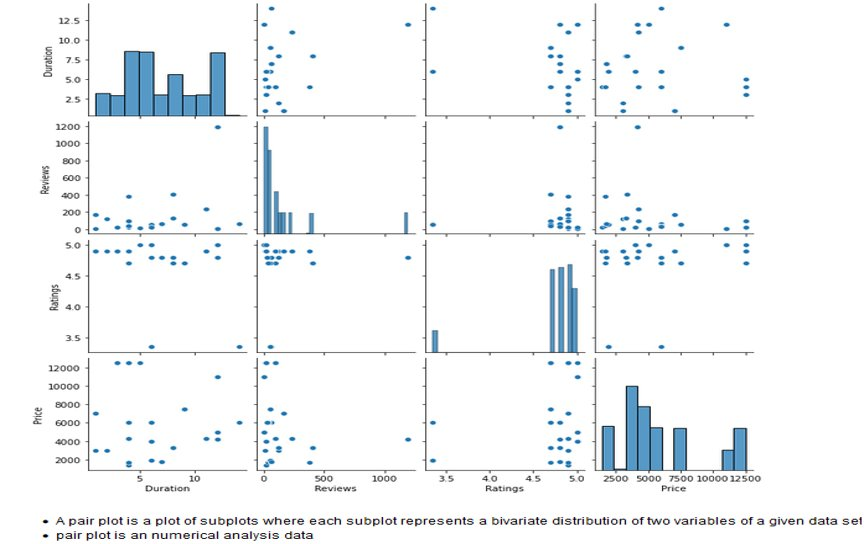 12.5
10.0
7.5
5.0
2.5
Duration
1200
1000
800
600
400
200
0
Reviews
5.0
4.5
4.0
3.5
Ratings
12000
10000
8000
6000
4000
2000
Price
5 10
Duration
0 500 1000
Reviews
3.5 4.0 4.5 5.0
Ratings
2500 5000 7500 10000 12500
Price
• A pair plot is a plot of subplots where each subplot represents a bivariate distribution of two variables of a given data set
• pair plot is an numerical analysis data